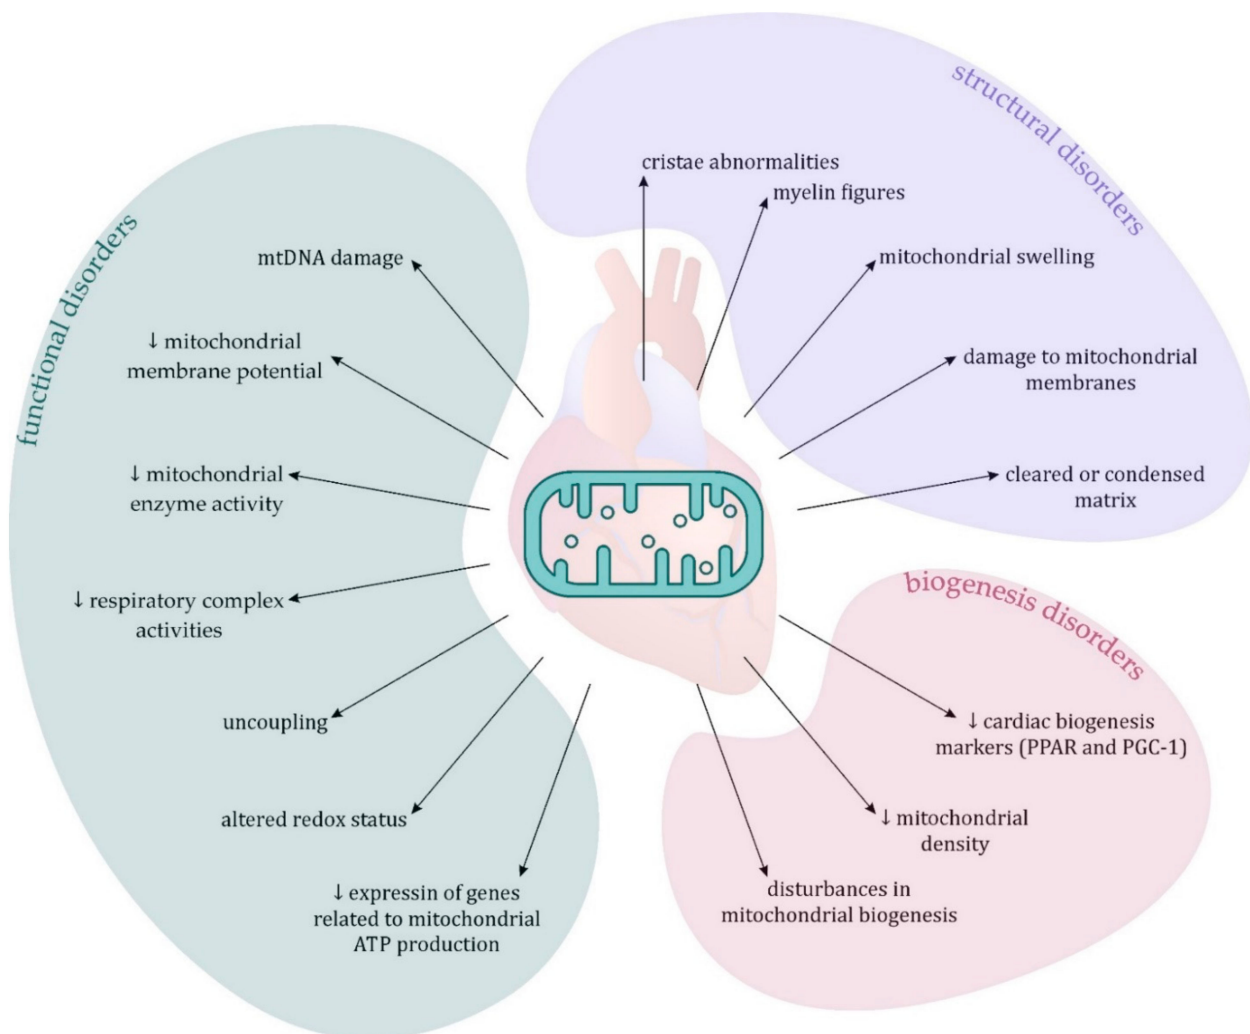 structural disorders
cristae abnormalities
myelin figures
mitochondrial swelling
damage to mitochondrial
membranes
cleared or condensed
matrix
functional disorders
mtDNA damage
↓ mitochondrial
membrane potential
↓ mitochondrial
enzyme activity
↓ respiratory complex
activities
uncoupling
altered redox status
↓ expressin of genes
related to mitochondrial
ATP production
biogenesis disorders
↓ cardiac biogenesis
markers (PPAR and PGC-1)
↓ mitochondrial
density
disturbances in
mitochondrial biogenesis